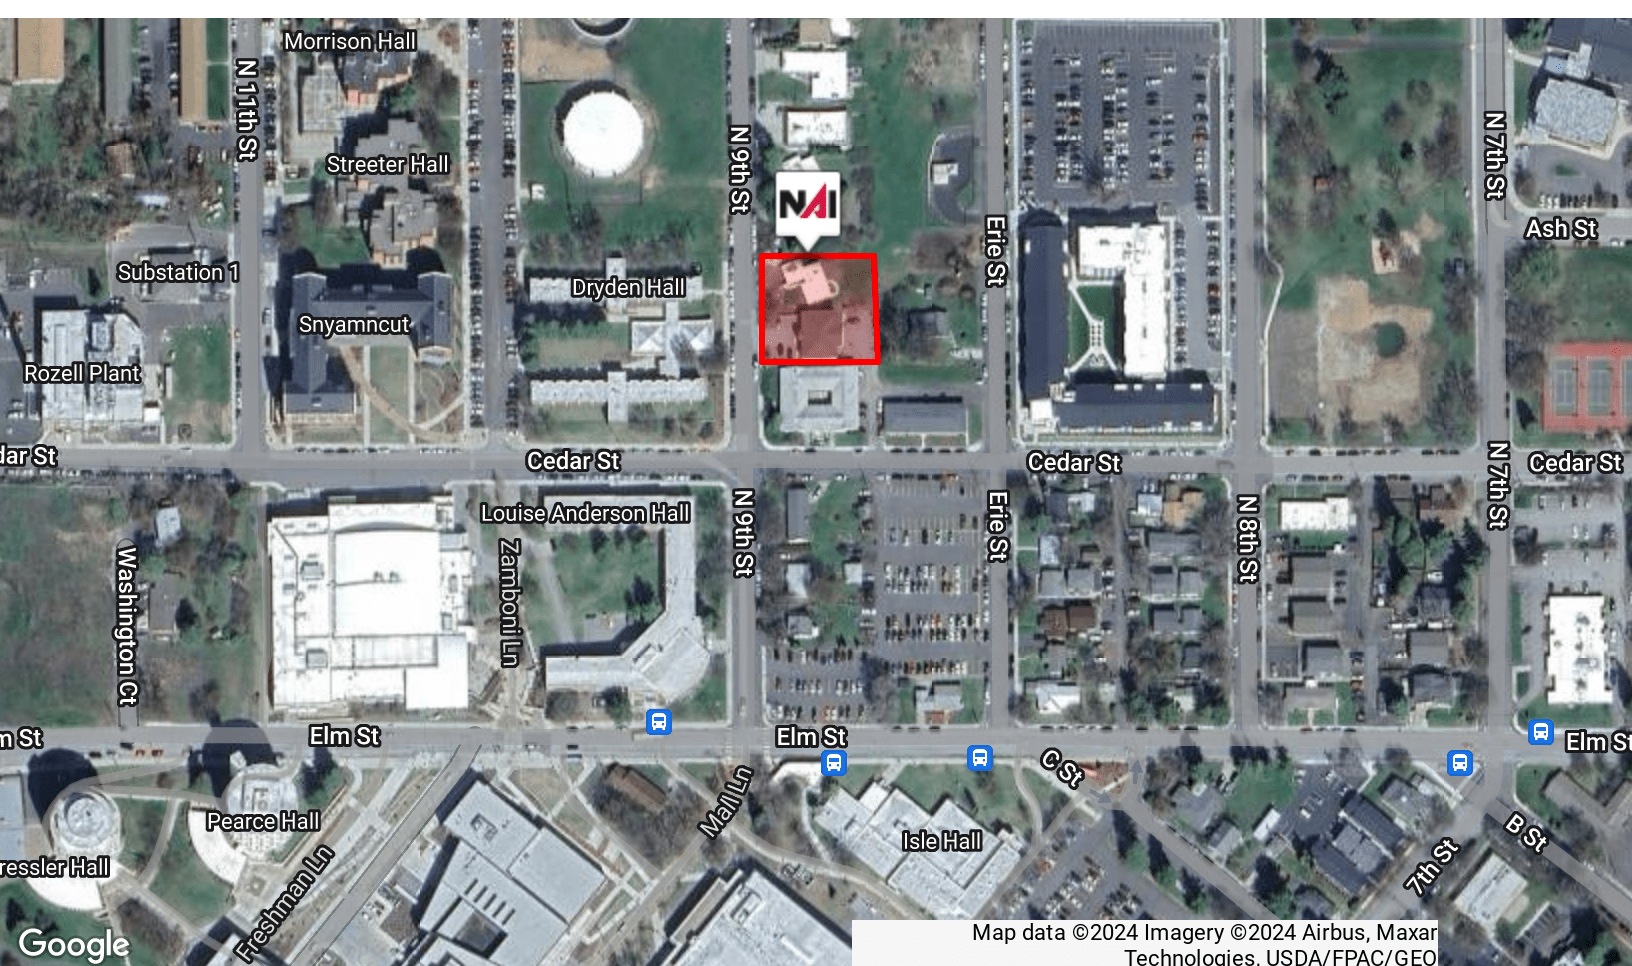 Morrison Hall
N 11th St
Streeter Hall
N 9th St
N 7th St
NAI
Erie St
Ash St
Substation 1
Dryden Hall
Snyamncut
Rozell Plant
dar St
Cedar St
Cedar St
Cedar St
N 7th St
Louise Anderson Hall
N 9th St
Erie St
N 8th St
Washington Ct
Zamboni Ln
m St
Elm St
Elm St
Elm St
C St
Mall Ln
Pearce Hall
Isle Hall
B St
ressler Hall
7th St
Freshman Ln
Google
Map data ©2024 Imagery ©2024 Airbus, Maxar
Technologies, USDA/FPAC/GEO